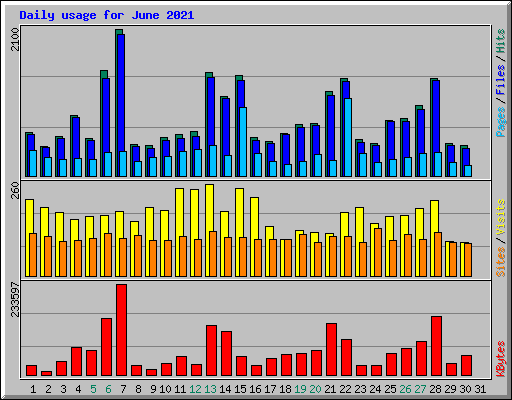 Daily usage for June 2021
2100
Pages / Files / Hits
260
Sites / Visits
233597
KBytes
1 2 3 4 5 6 7 8 9 10 11 12 13 14 15 16 17 18 19 20 21 22 23 24 25 26 27 28 29 30 31